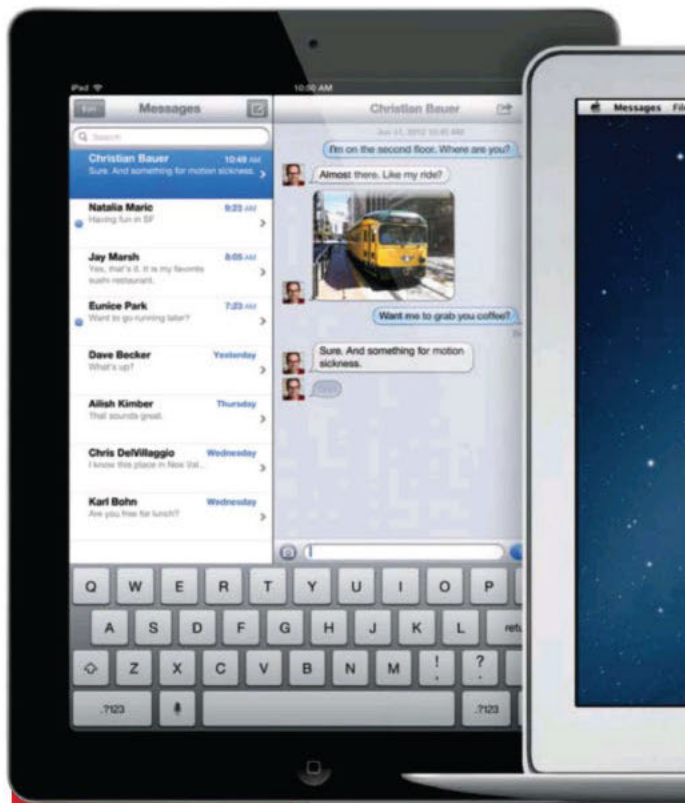 iPad
10:50 AM
Edit
Messages
Christian Bauer
Search
Christian Bauer 10:48 AM
Sure. And something for motion sickness.
Natalia Maric 9:23 AM
Having fun in SF
Jay Marsh 8:05 AM
Yes, that's it. It is my favorite
sushi restaurant.
Eunice Park 7:23 AM
Want to go running later?
Dave Becker Yesterday
What's up?
Ailish Kimber Thursday
That sounds great.
Chris DelVillaggio Wednesday
I know this place in Noe Val...
Karl Bohn Wednesday
Are you free for lunch?
I'm on the second floor. Where are you?
Almost there. Like my ride?
Want me to grab you coffee?
Sure. And something for motion
sickness.
Q W E R T Y U I O P
A S D F G H J K L
Z X C V B N M ! , ? .
.?123 .?123
Messages